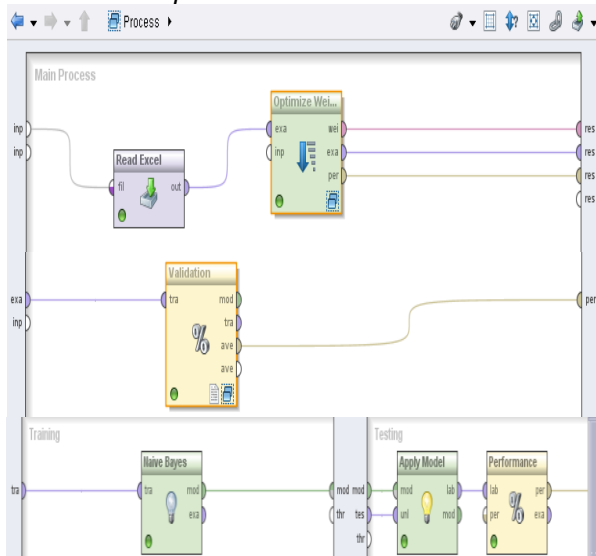 Process
Main Process
inp
inp
Read Excel
fil
out
Optimize Wei...
exa
inp
wei
exa
per
res
res
res
res
exa
inp
Validation
tra
mod
tra
ave
ave
per
Training
tra
Naive Bayes
tra
mod
exa
mod
thr
Testing
mod
tes
thr
Apply Model
mod
unl
lab
mod
Performance
lab
per
per
exa